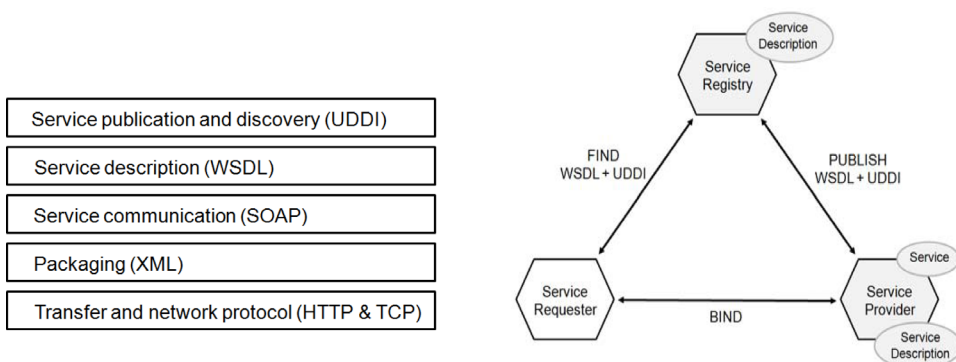 Service publication and discovery (UDDI)
Service description (WSDL)
Service communication (SOAP)
Packaging (XML)
Transfer and network protocol (HTTP & TCP)
Service
Description
Service
Registry
FIND
WSDL + UDDI
PUBLISH
WSDL + UDDI
Service
Service
Requester
BIND
Service
Provider
Service
Description